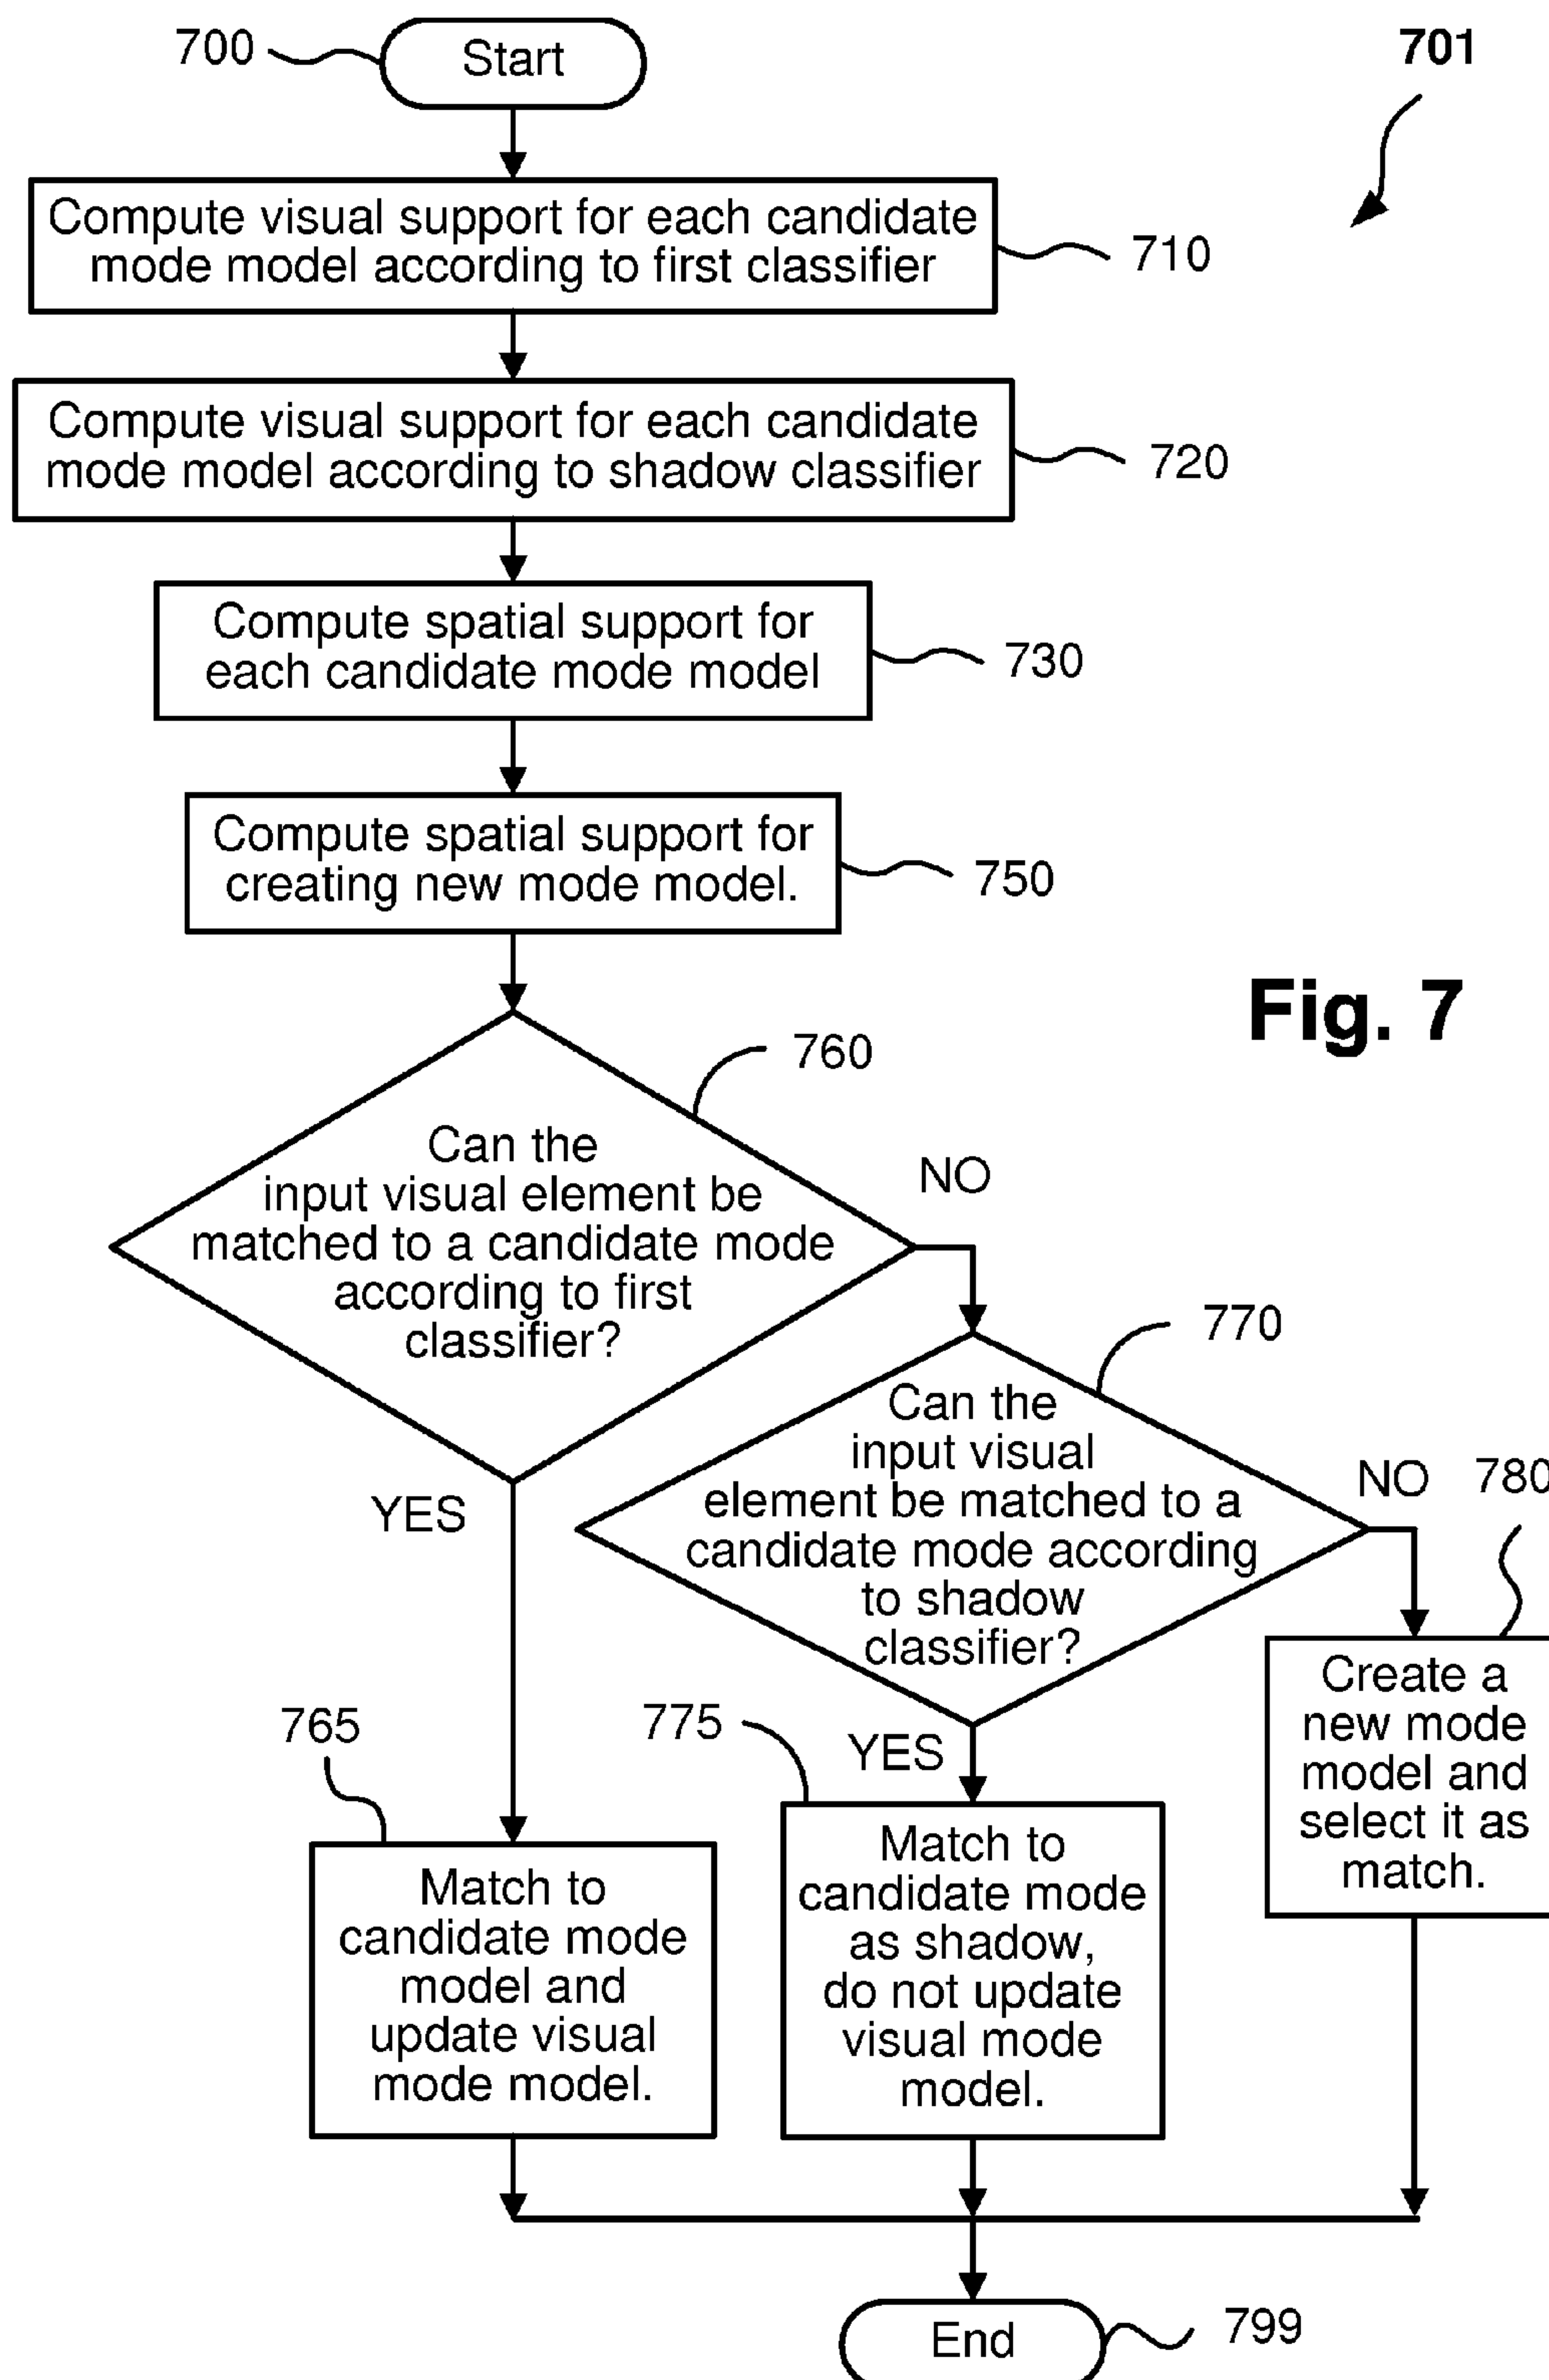 700
Start
701
Compute visual support for each candidate
mode model according to first classifier
710
Compute visual support for each candidate
mode model according to shadow classifier
720
Compute spatial support for
each candidate mode model
730
Compute spatial support for
creating new mode model.
750
Fig. 7
760
Can the
input visual element be
matched to a candidate mode
according to first
classifier?
NO
YES
770
Can the
input visual
element be matched to a
candidate mode according
to shadow
classifier?
NO
780
YES
765
775
Create a
new mode
model and
select it as
match.
Match to
candidate mode
model and
update visual
mode model.
Match to
candidate mode
as shadow,
do not update
visual mode
model.
End
799